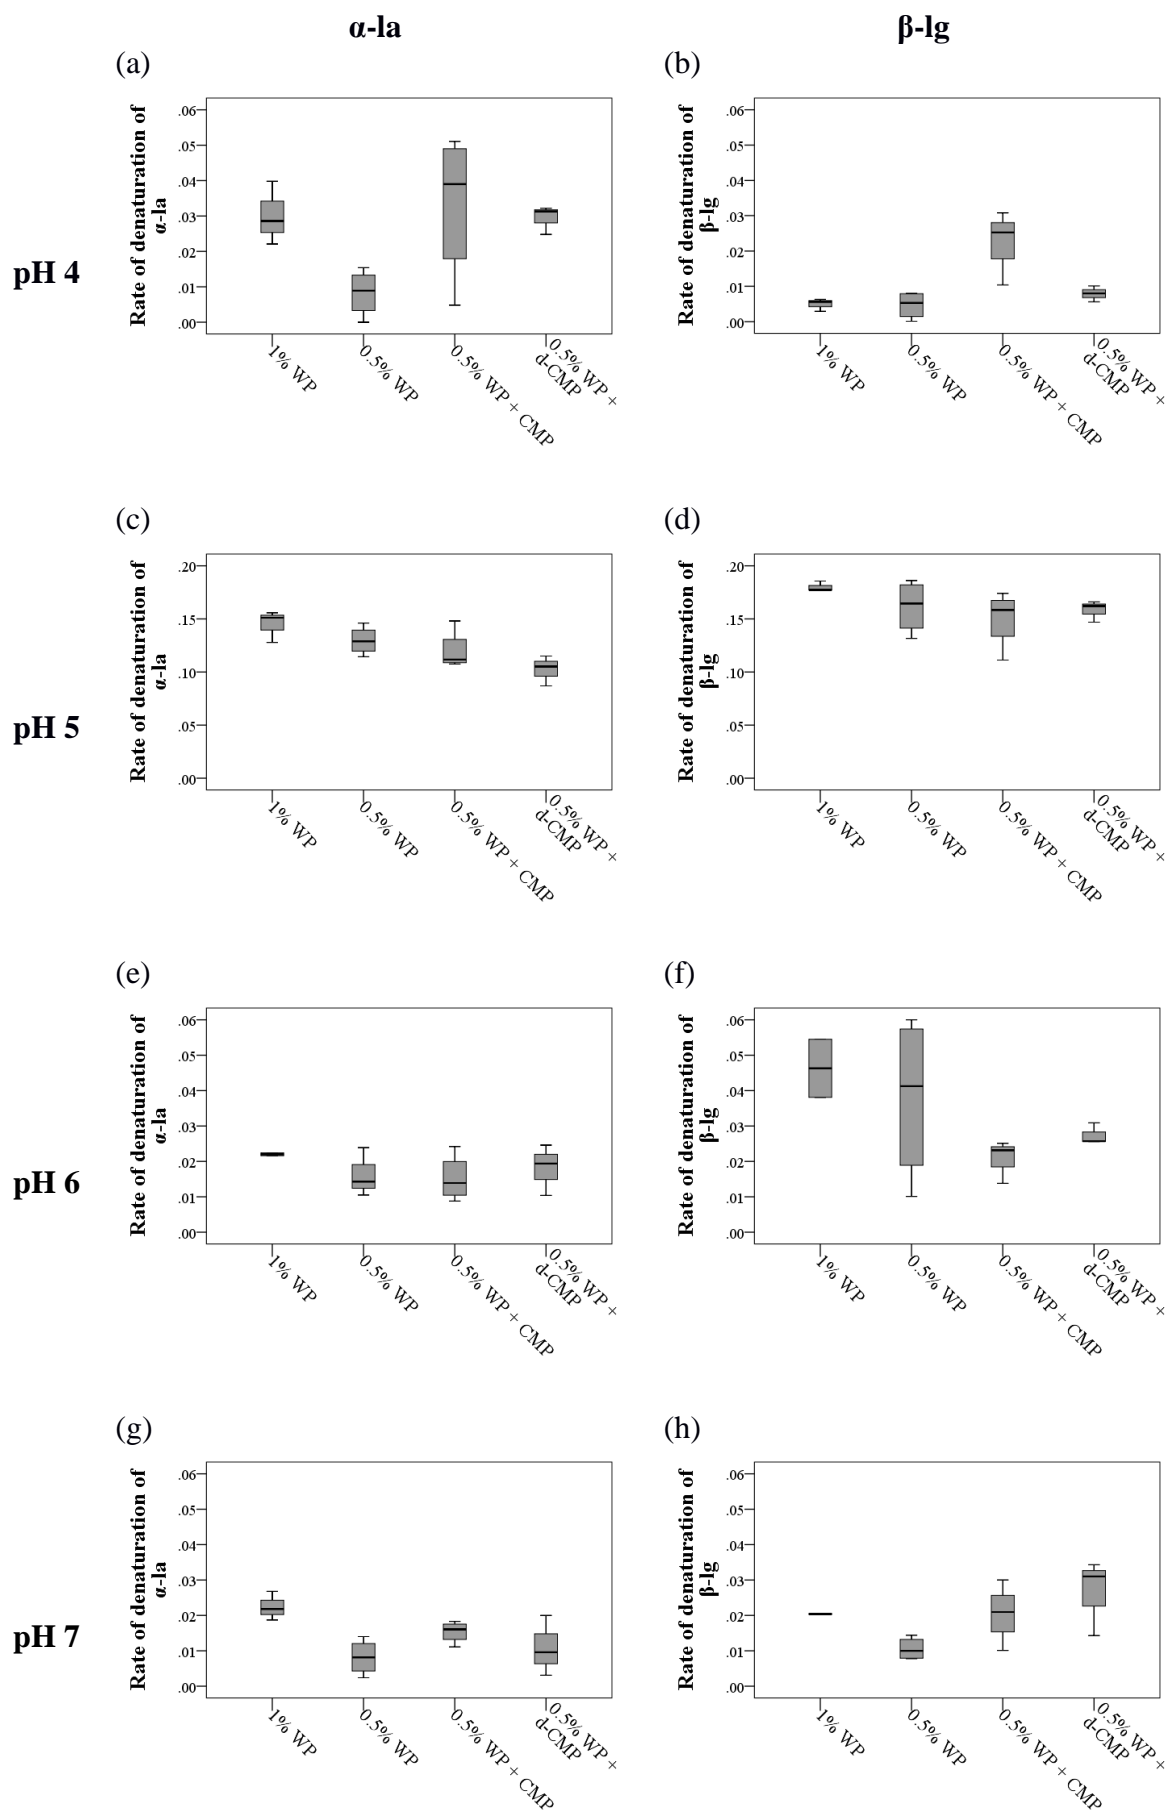 α-la
β-lg
(a)
(b)
pH 4
Rate of denaturation of
α-la
.06
.05
.04
.03
.02
.01
.00
1% WP
0.5% WP
0.5% WP + CMP
0.5% WP +
d-CMP
Rate of denaturation of
β-lg
.06
.05
.04
.03
.02
.01
.00
1% WP
0.5% WP
0.5% WP + CMP
0.5% WP +
d-CMP
(c)
(d)
pH 5
Rate of denaturation of
α-la
.20
.15
.10
.05
.00
1% WP
0.5% WP
0.5% WP + CMP
0.5% WP +
d-CMP
Rate of denaturation of
β-lg
.20
.15
.10
.05
.00
1% WP
0.5% WP
0.5% WP + CMP
0.5% WP +
d-CMP
(e)
(f)
pH 6
Rate of denaturation of
α-la
.06
.05
.04
.03
.02
.01
.00
1% WP
0.5% WP
0.5% WP + CMP
0.5% WP +
d-CMP
Rate of denaturation of
β-lg
.06
.05
.04
.03
.02
.01
.00
1% WP
0.5% WP
0.5% WP + CMP
0.5% WP +
d-CMP
(g)
(h)
pH 7
Rate of denaturation of
α-la
.06
.05
.04
.03
.02
.01
.00
1% WP
0.5% WP
0.5% WP + CMP
0.5% WP +
d-CMP
Rate of denaturation of
β-lg
.06
.05
.04
.03
.02
.01
.00
1% WP
0.5% WP
0.5% WP + CMP
0.5% WP +
d-CMP